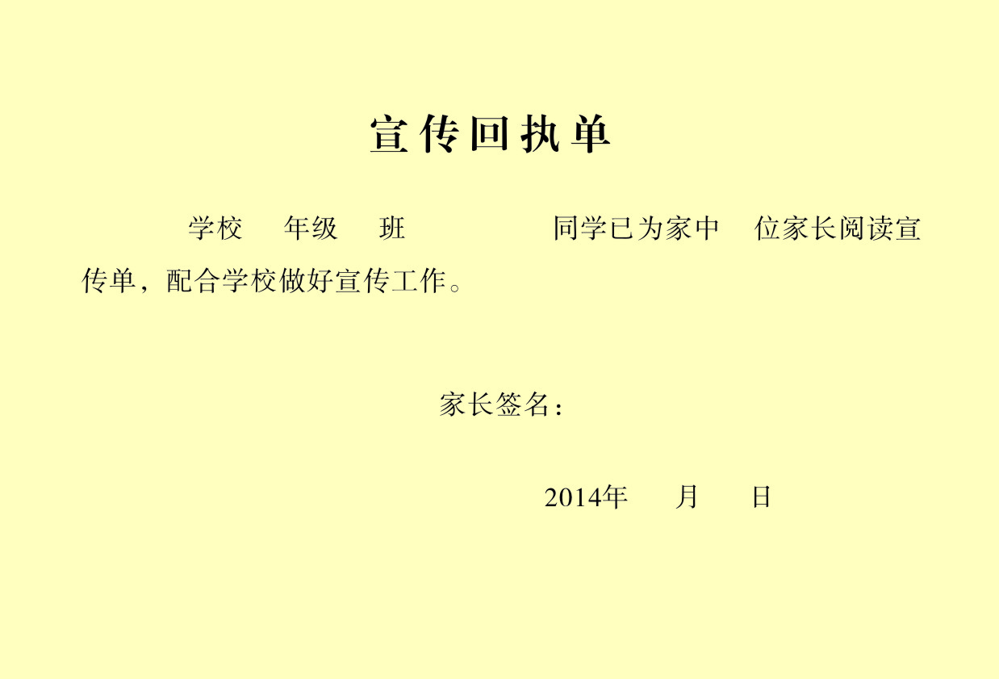 宣传回执单
学校 年级 班 同学已为家中 位家长阅读宣
传单，配合学校做好宣传工作。
家长签名：
2014年 月 日